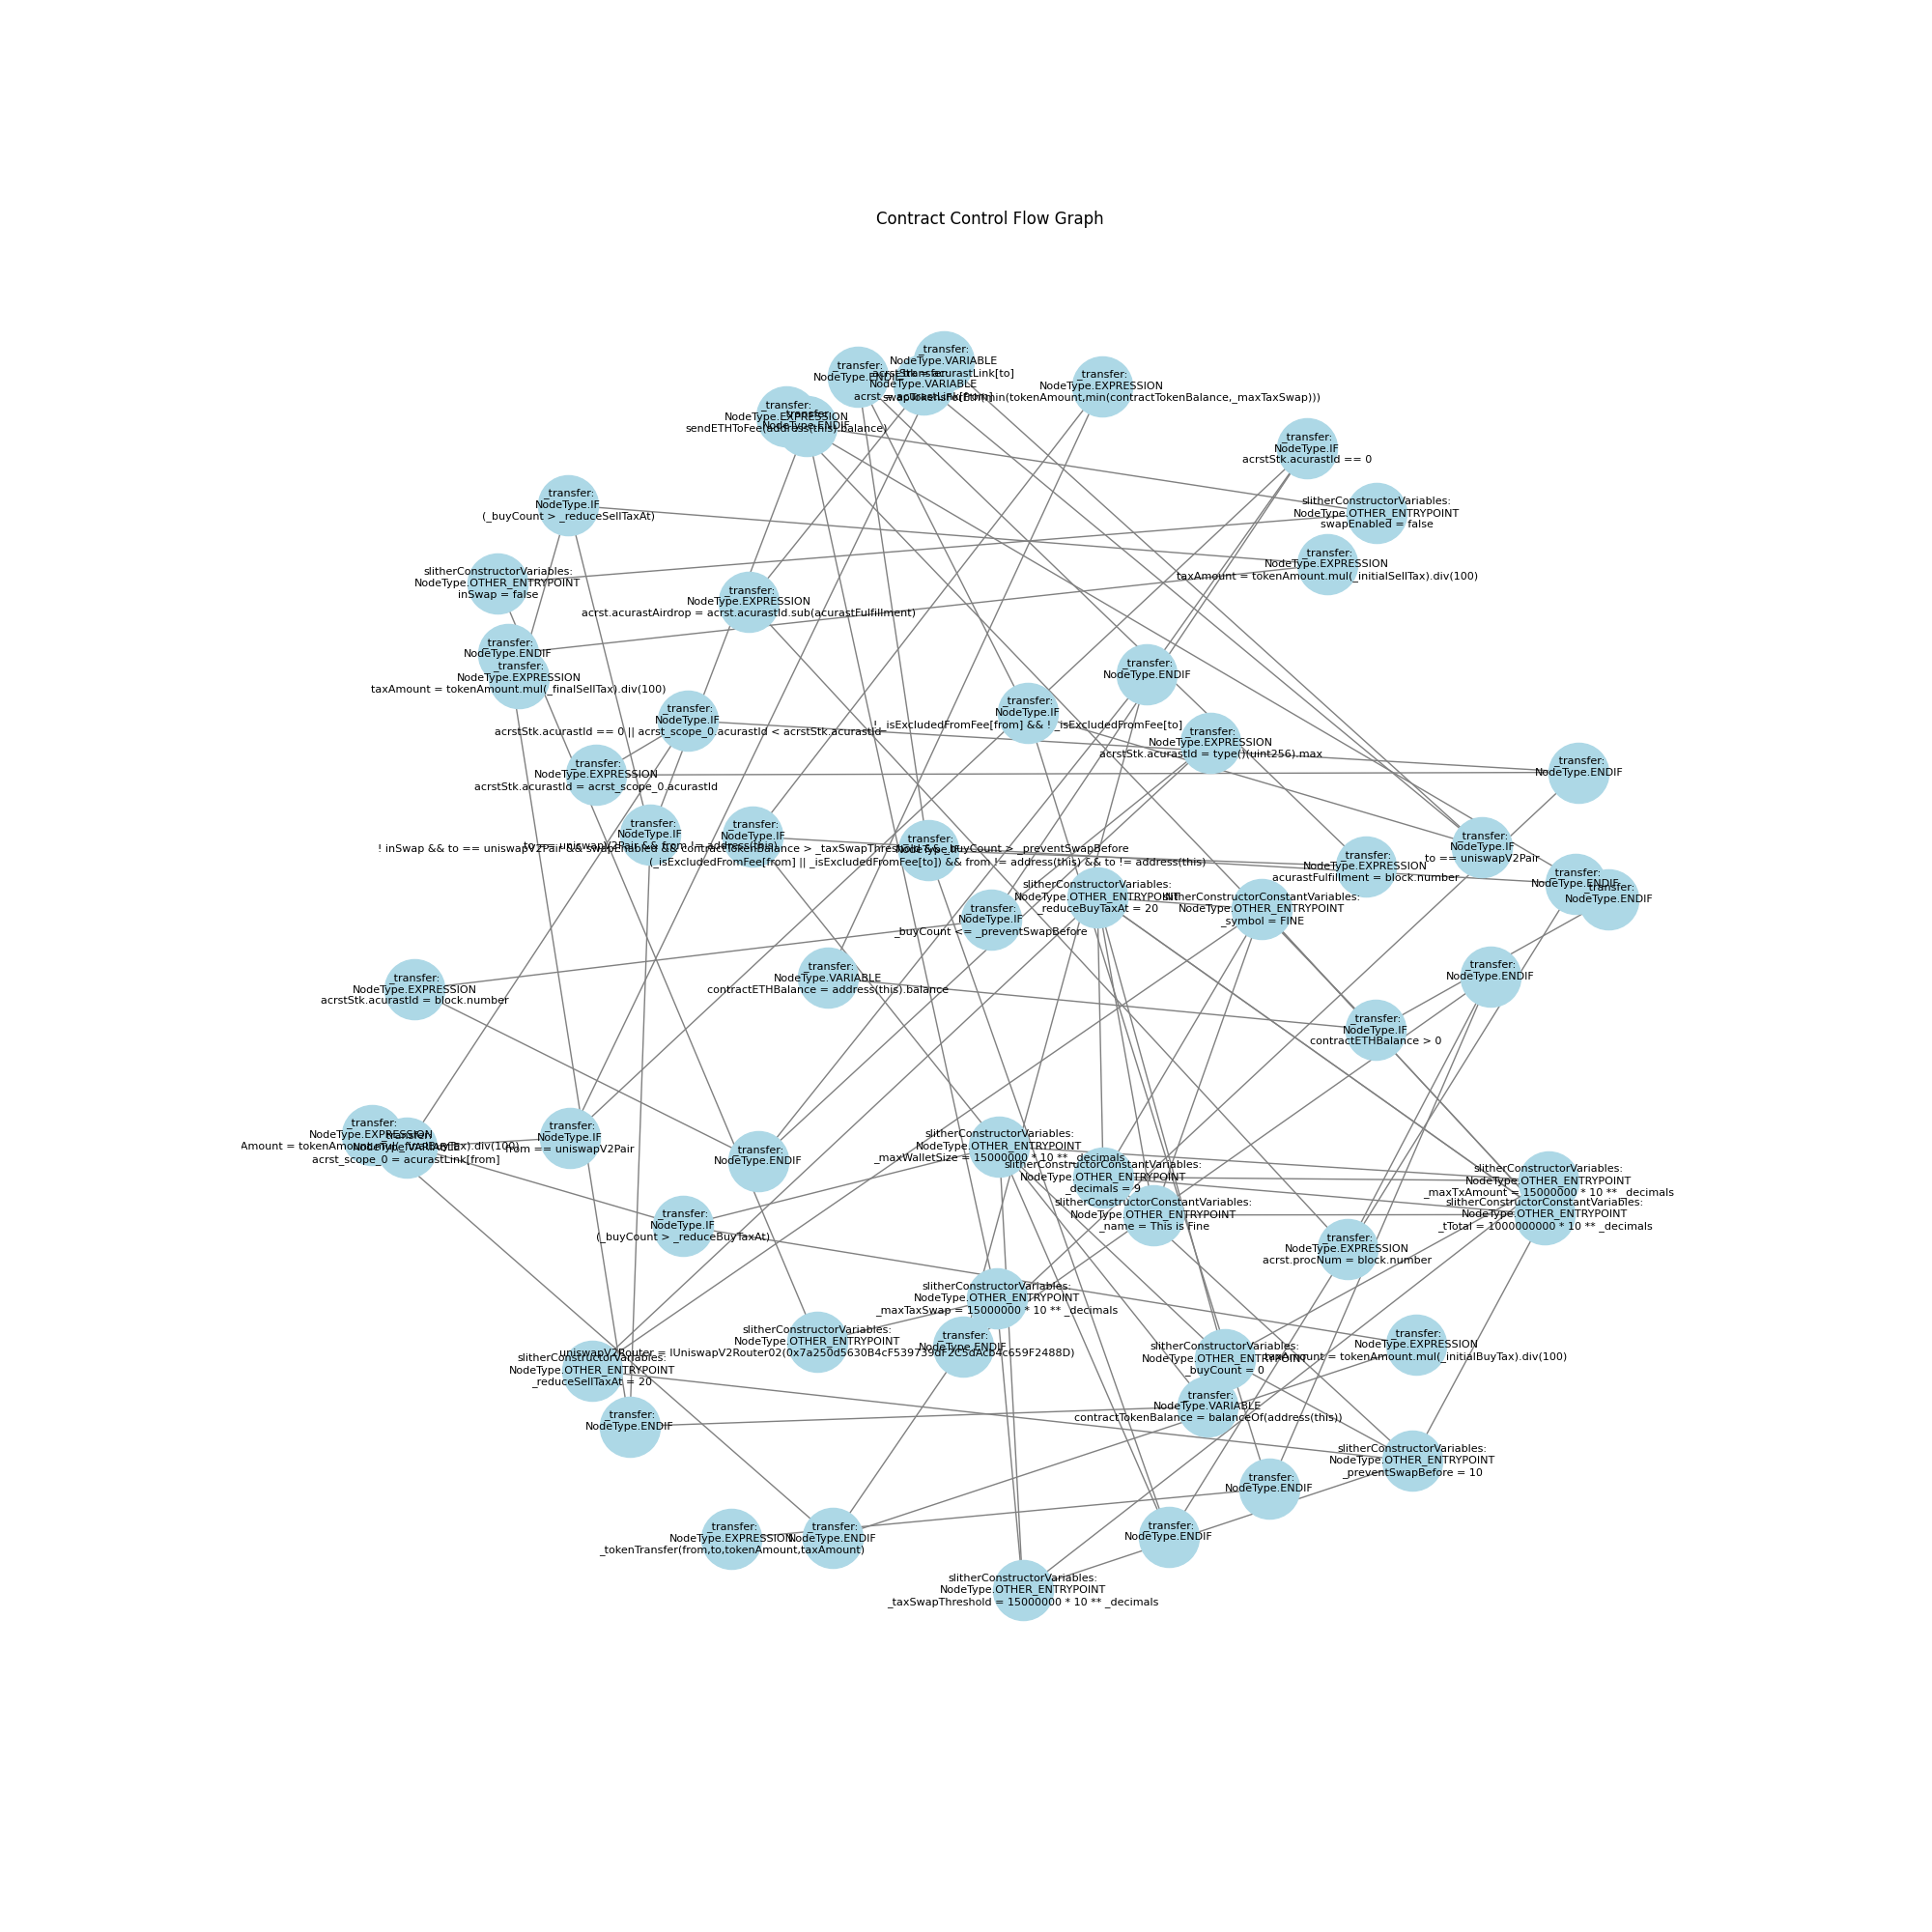 Contract Control Flow Graph
_transfer:
NodeType.VARIABLE
acrstStk = acurastLink[to]
_transfer:
NodeType.ENDIF
_transfer:
NodeType.VARIABLE
acrst = acurastLink[from]
_transfer:
NodeType.EXPRESSION
swapTokensForEth(min(tokenAmount,min(contractTokenBalance,_maxTaxSwap)))
_transfer:
NodeType.EXPRESSION
sendETHToFee(address(this).balance)
_transfer:
NodeType.ENDIF
_transfer:
NodeType.IF
acrstStk.acurastId == 0
_transfer:
NodeType.IF
(_buyCount > _reduceSellTaxAt)
slitherConstructorVariables:
NodeType.OTHER_ENTRYPOINT
swapEnabled = false
_transfer:
NodeType.EXPRESSION
taxAmount = tokenAmount.mul(_initialSellTax).div(100)
slitherConstructorVariables:
NodeType.OTHER_ENTRYPOINT
inSwap = false
_transfer:
NodeType.EXPRESSION
acrst.acurastAirdrop = acrst.acurastId.sub(acurastFulfillment)
_transfer:
NodeType.ENDIF
_transfer:
NodeType.EXPRESSION
taxAmount = tokenAmount.mul(_finalSellTax).div(100)
_transfer:
NodeType.ENDIF
_transfer:
NodeType.IF
! _isExcludedFromFee[from] && ! _isExcludedFromFee[to]
_transfer:
NodeType.IF
acrstStk.acurastId == 0 || acrst_scope_0.acurastId < acrstStk.acurastId
_transfer:
NodeType.EXPRESSION
acrstStk.acurastId = type()(uint256).max
_transfer:
NodeType.EXPRESSION
acrstStk.acurastId = acrst_scope_0.acurastId
_transfer:
NodeType.ENDIF
_transfer:
NodeType.IF
to == uniswapV2Pair && from != address(this)
_transfer:
NodeType.IF
! inSwap && to == uniswapV2Pair && swapEnabled && contractTokenBalance > _taxSwapThreshold && _buyCount > _preventSwapBefore
_transfer:
NodeType.IF
(_isExcludedFromFee[from] || _isExcludedFromFee[to]) && from != address(this) && to != address(this)
_transfer:
NodeType.IF
to == uniswapV2Pair
_transfer:
NodeType.EXPRESSION
acurastFulfillment = block.number
_transfer:
NodeType.ENDIF
_transfer:
NodeType.ENDIF
slitherConstructorVariables:
NodeType.OTHER_ENTRYPOINT
_reduceBuyTaxAt = 20
slitherConstructorConstantVariables:
NodeType.OTHER_ENTRYPOINT
_symbol = FINE
_transfer:
NodeType.IF
_buyCount <= _preventSwapBefore
_transfer:
NodeType.VARIABLE
contractETHBalance = address(this).balance
_transfer:
NodeType.EXPRESSION
acrstStk.acurastId = block.number
_transfer:
NodeType.ENDIF
_transfer:
NodeType.IF
contractETHBalance > 0
_transfer:
NodeType.EXPRESSION
Amount = tokenAmount.mul(_finalBuyTax).div(100)
_transfer:
NodeType.VARIABLE
acrst_scope_0 = acurastLink[from]
_transfer:
NodeType.IF
from == uniswapV2Pair
_transfer:
NodeType.ENDIF
slitherConstructorVariables:
NodeType.OTHER_ENTRYPOINT
_maxWalletSize = 15000000 * 10 ** _decimals
slitherConstructorConstantVariables:
NodeType.OTHER_ENTRYPOINT
_decimals = 9
slitherConstructorVariables:
NodeType.OTHER_ENTRYPOINT
_maxTxAmount = 15000000 * 10 ** _decimals
slitherConstructorConstantVariables:
NodeType.OTHER_ENTRYPOINT
_name = This is Fine
slitherConstructorConstantVariables:
NodeType.OTHER_ENTRYPOINT
_tTotal = 1000000000 * 10 ** _decimals
_transfer:
NodeType.IF
(_buyCount > _reduceBuyTaxAt)
_transfer:
NodeType.EXPRESSION
acrst.procNum = block.number
slitherConstructorVariables:
NodeType.OTHER_ENTRYPOINT
_maxTaxSwap = 15000000 * 10 ** _decimals
slitherConstructorVariables:
NodeType.OTHER_ENTRYPOINT
uniswapV2Router = IUniswapV2Router02(0x7a250d5630B4cF539739dF2C5dAcb4c659F2488D)
_transfer:
NodeType.ENDIF
_transfer:
NodeType.EXPRESSION
taxAmount = tokenAmount.mul(_initialBuyTax).div(100)
slitherConstructorVariables:
NodeType.OTHER_ENTRYPOINT
_buyCount = 0
slitherConstructorVariables:
NodeType.OTHER_ENTRYPOINT
_reduceSellTaxAt = 20
_transfer:
NodeType.VARIABLE
contractTokenBalance = balanceOf(address(this))
_transfer:
NodeType.ENDIF
slitherConstructorVariables:
NodeType.OTHER_ENTRYPOINT
_preventSwapBefore = 10
_transfer:
NodeType.ENDIF
_transfer:
NodeType.EXPRESSION
_tokenTransfer(from,to,tokenAmount,taxAmount)
_transfer:
NodeType.ENDIF
_transfer:
NodeType.ENDIF
slitherConstructorVariables:
NodeType.OTHER_ENTRYPOINT
_taxSwapThreshold = 15000000 * 10 ** _decimals